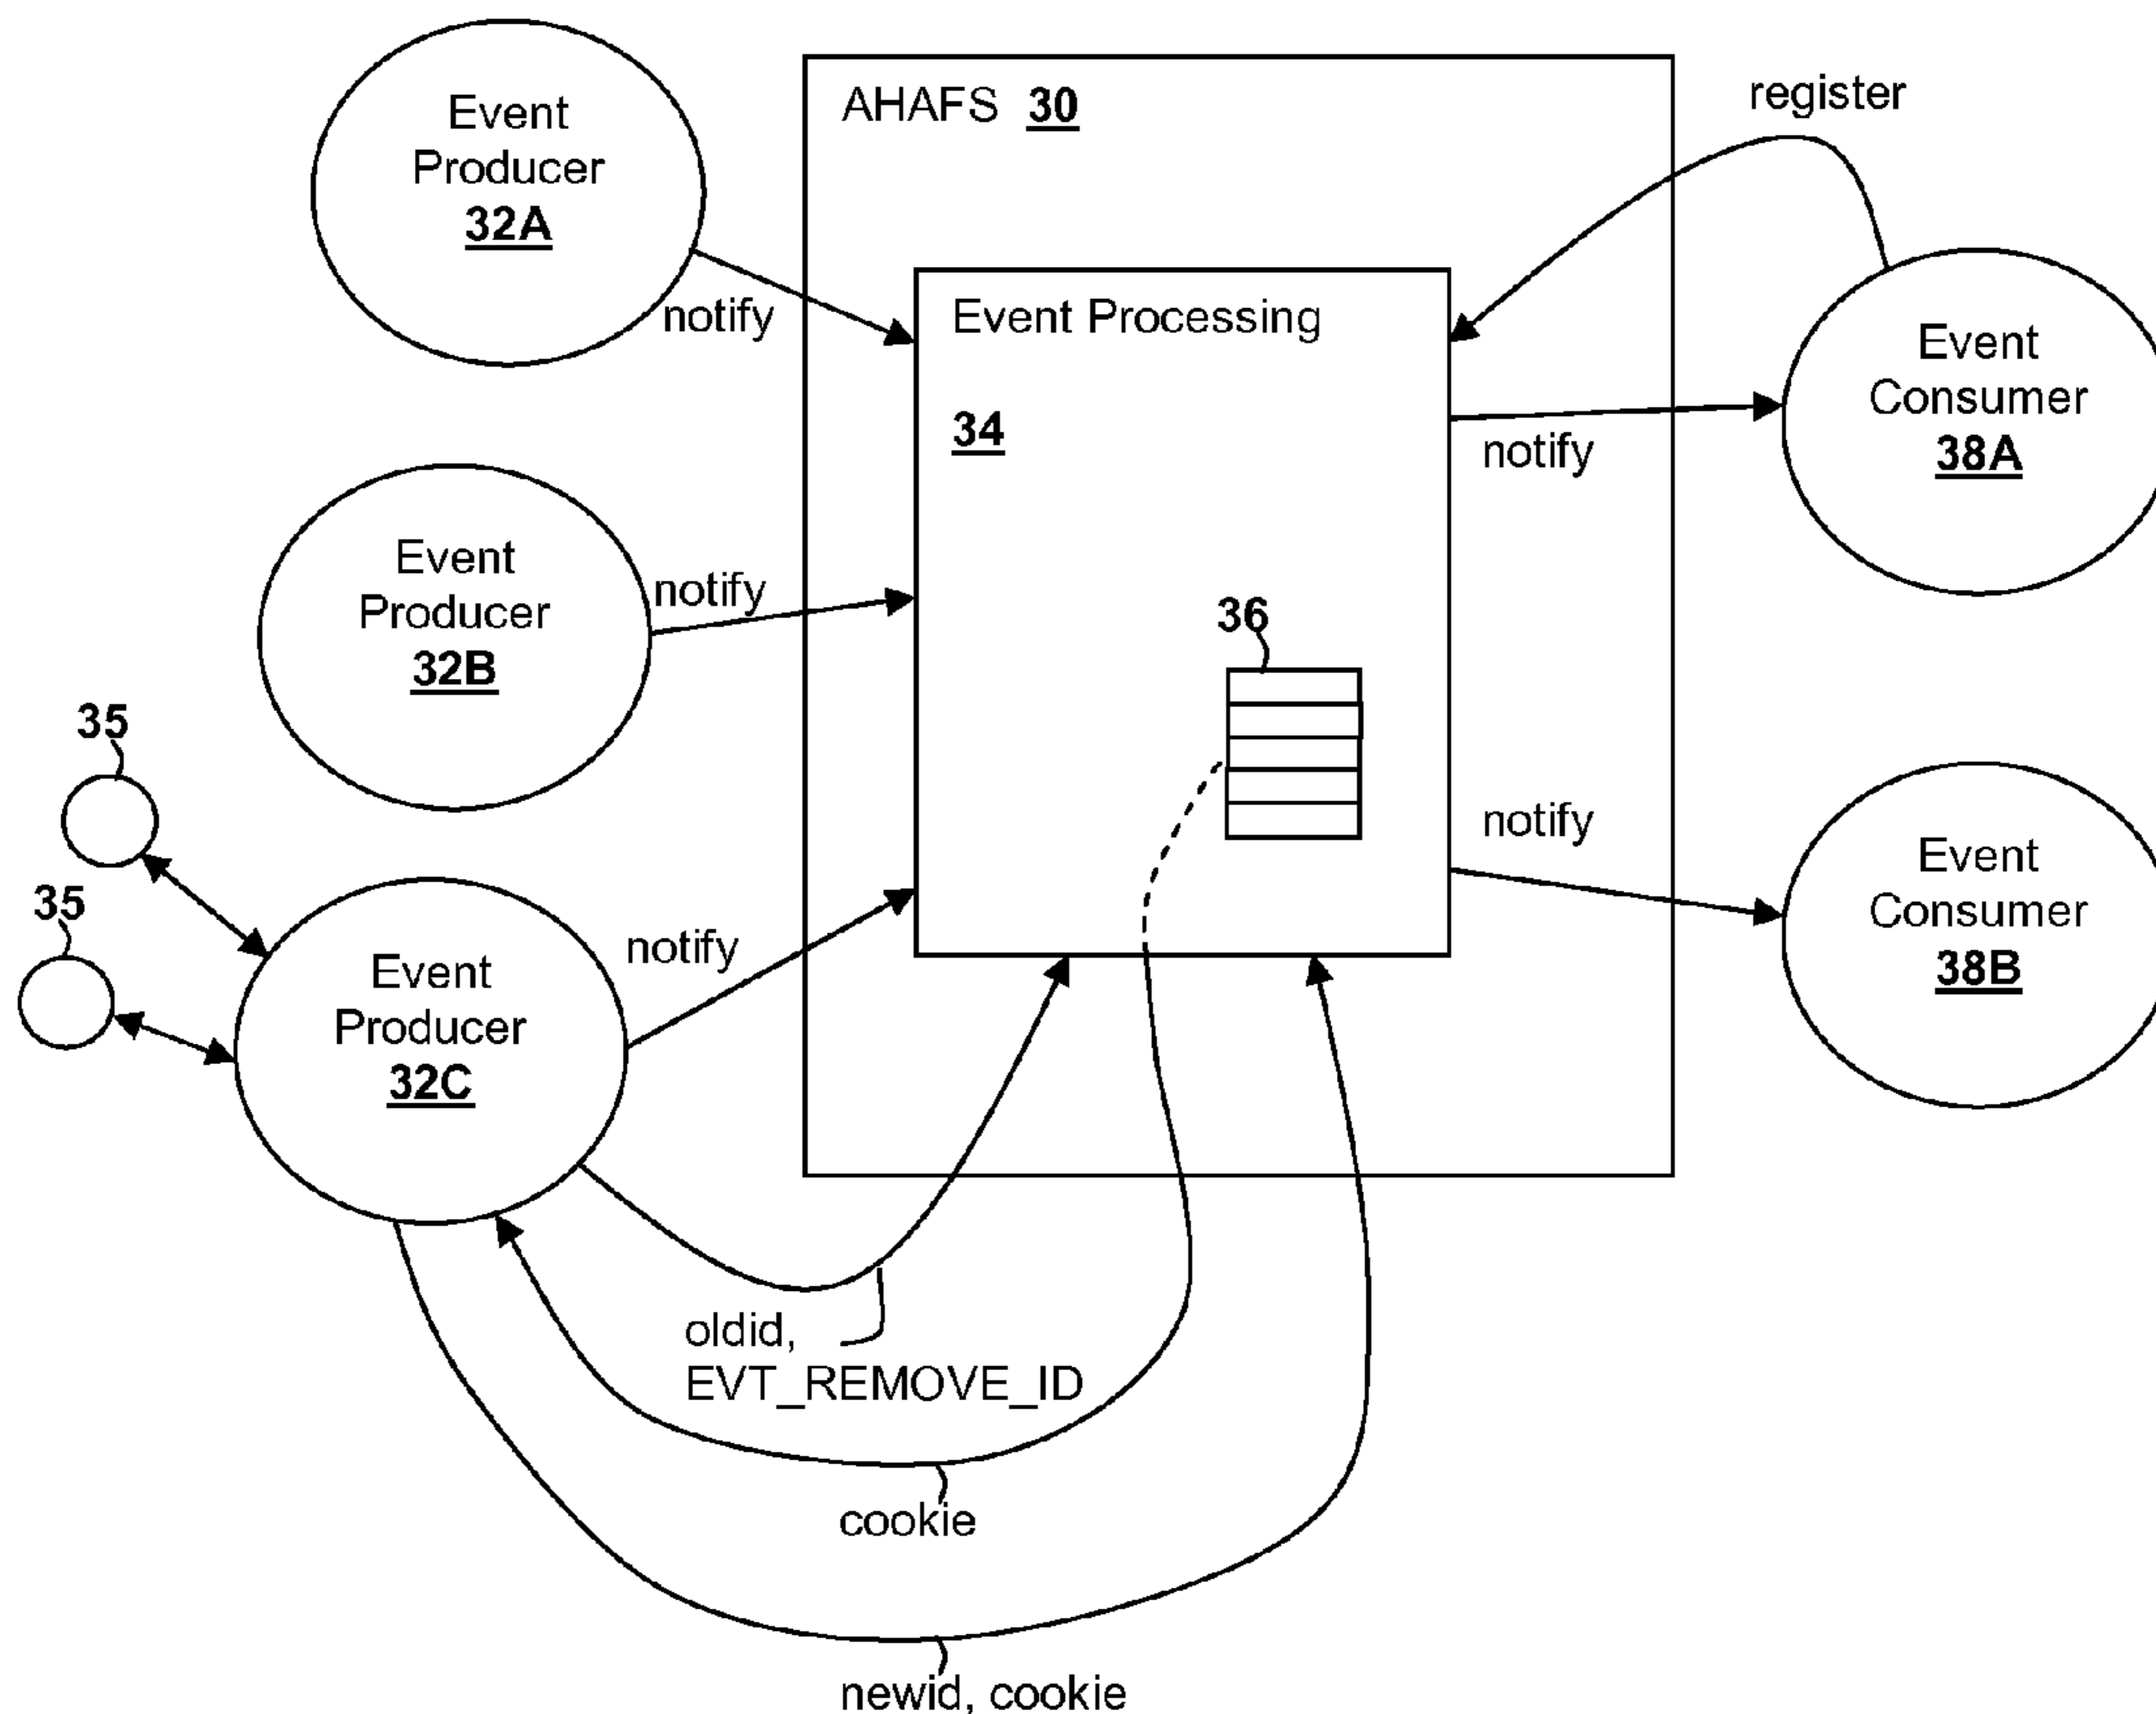 Event
Producer
32A
notify
AHAFS 30
register
Event Processing
34
Event
Consumer
38A
notify
Event
Producer
32B
notify
36
35
35
notify
Event
Consumer
38B
Event
Producer
32C
notify
oldid,
EVT_REMOVE_ID
cookie
newid, cookie